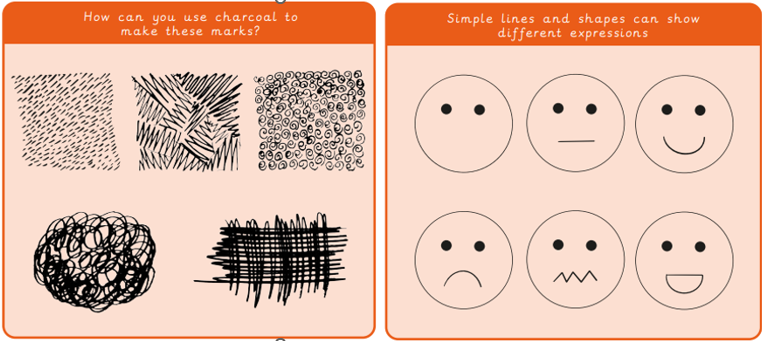 How can you use charcoal to
make these marks?
Simple lines and shapes can show
different expressions